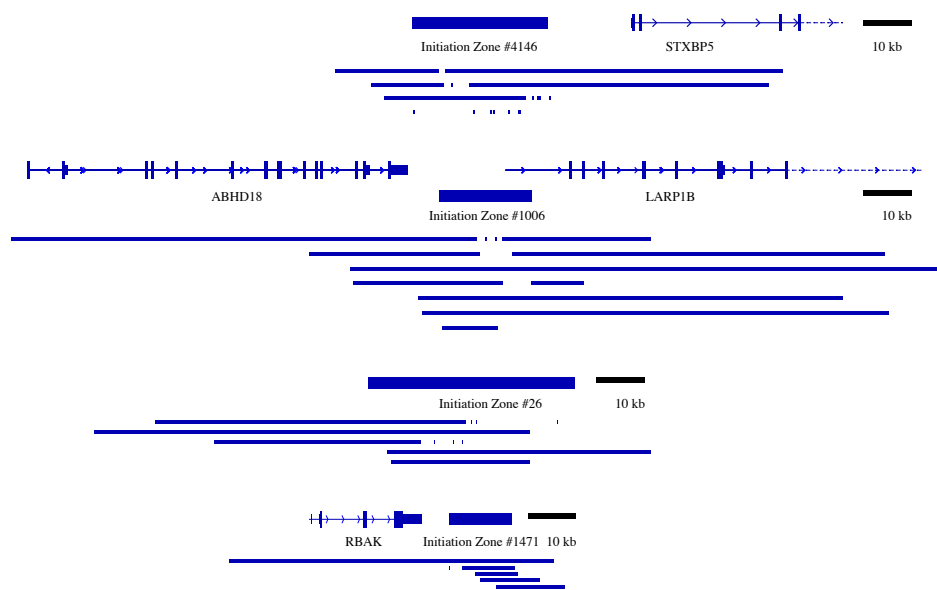 Initiation Zone #4146
STXBP5
10 kb
ABHD18
LARP1B
Initiation Zone #1006
10 kb
Initiation Zone #26
10 kb
RBAK
Initiation Zone #1471
10 kb